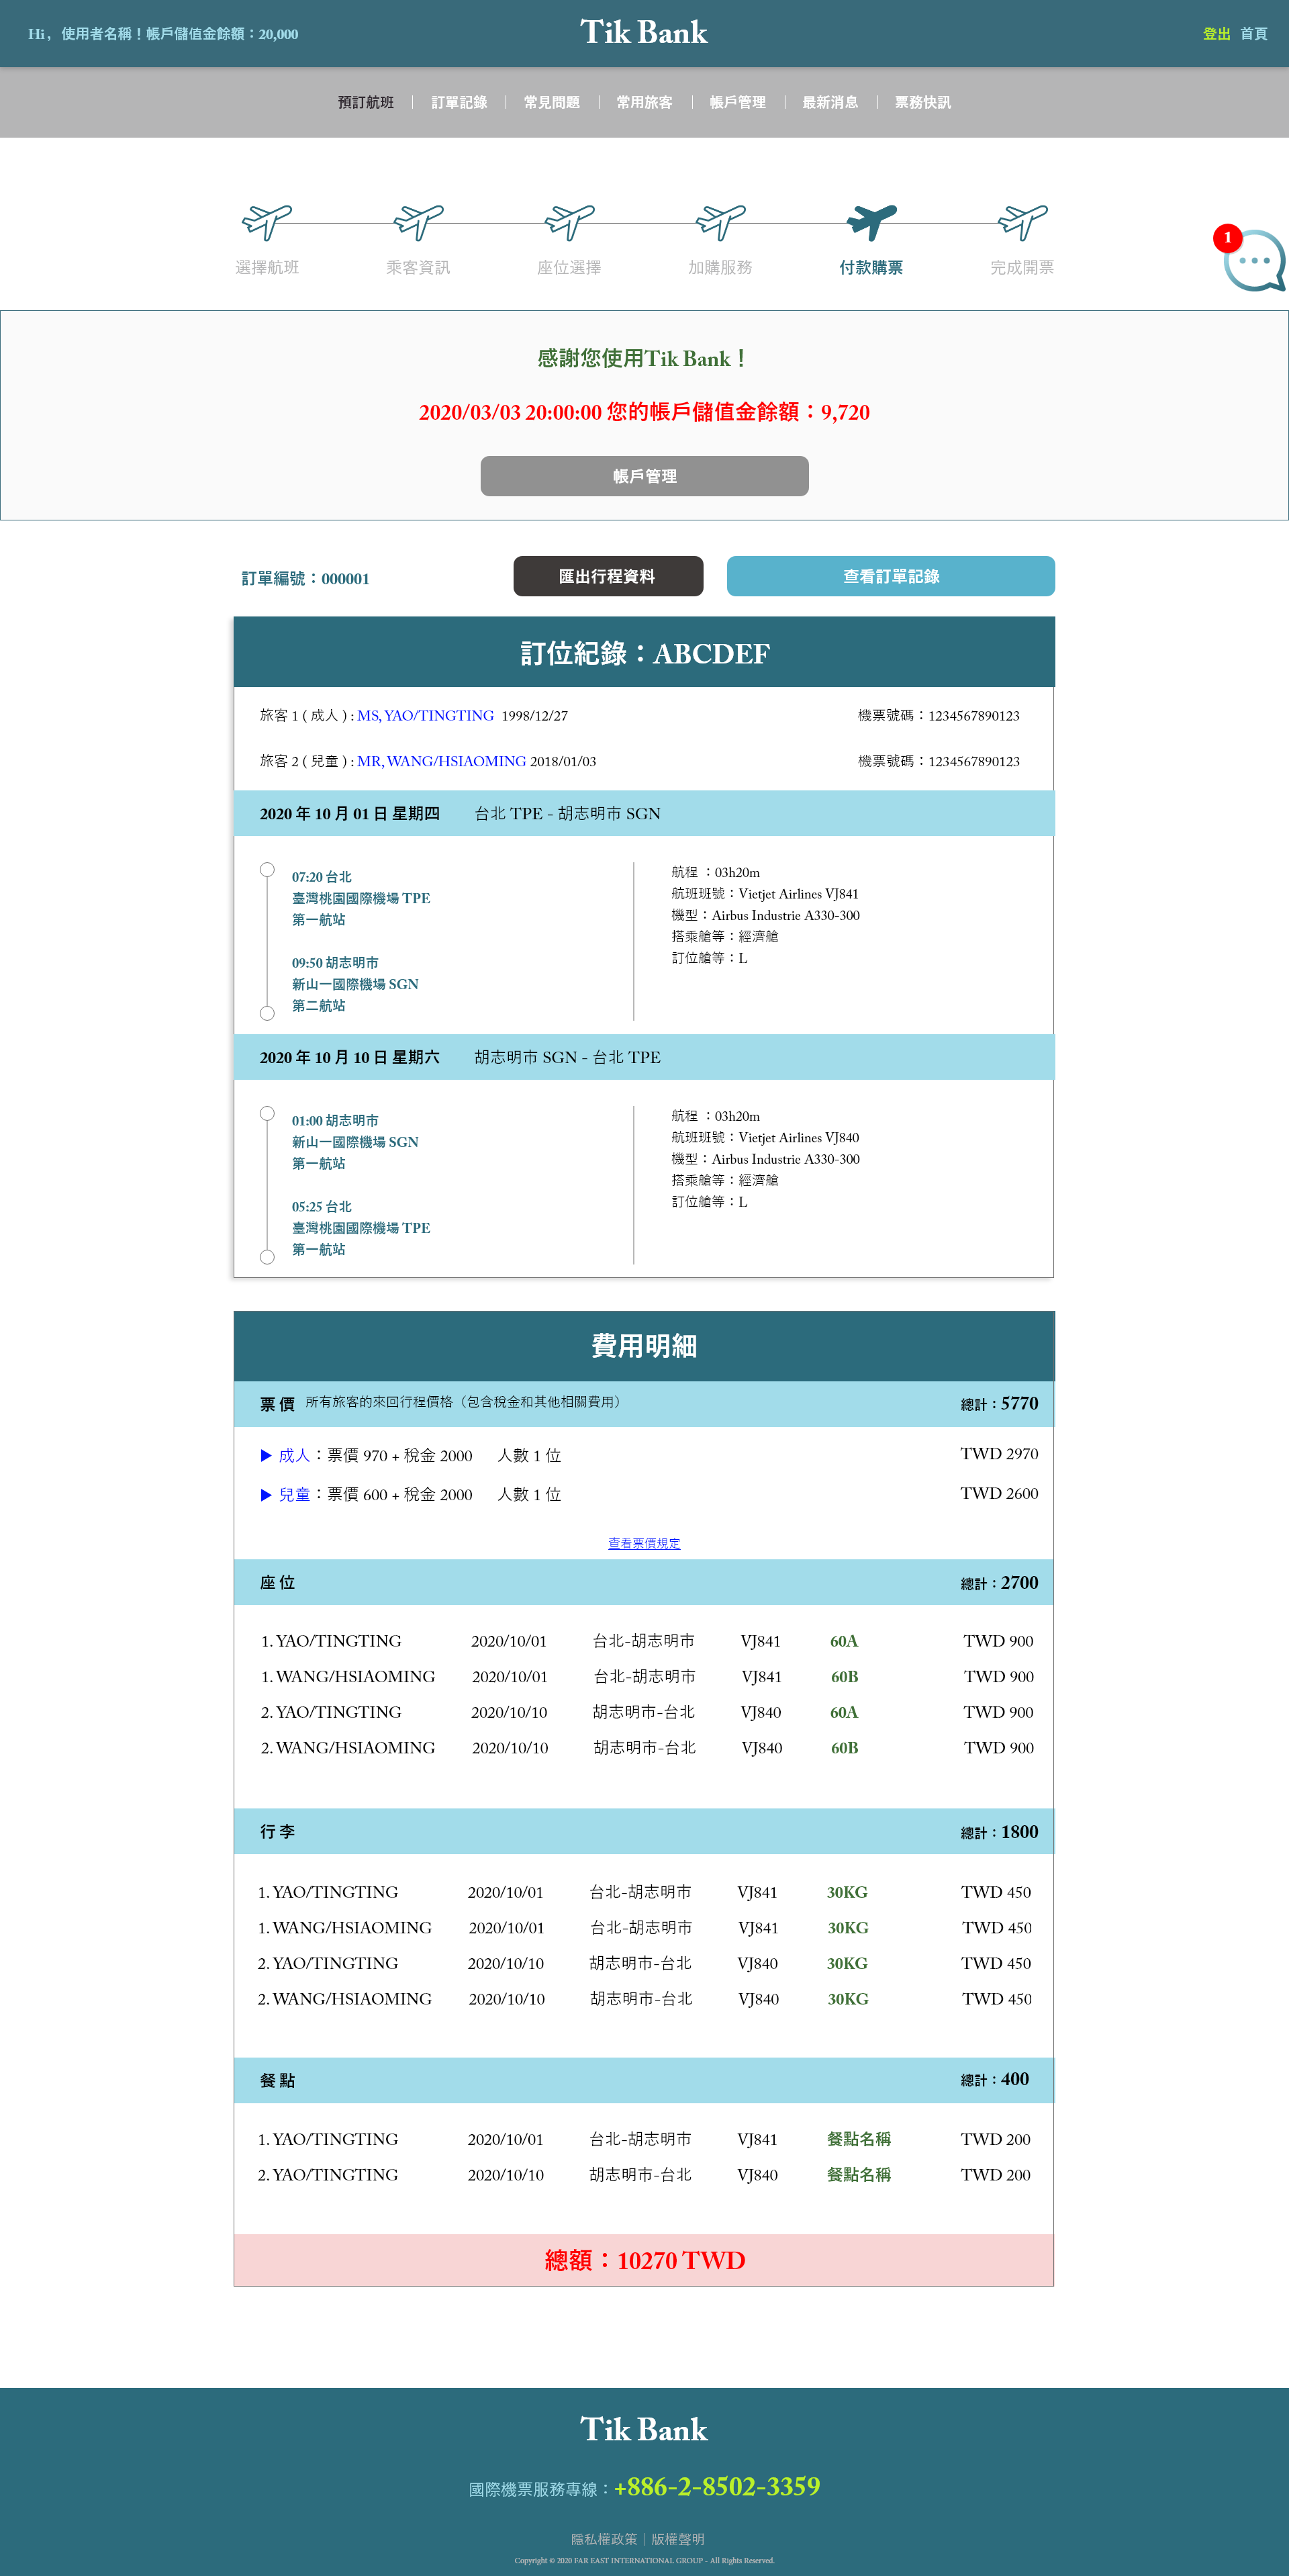 Hi , 使用者名稱！帳戶儲值金餘額：20,000
Tik Bank
登出 首頁
預訂航班 | 訂單記錄 | 常見問題 | 常用旅客 | 帳戶管理 | 最新消息 | 票務快訊
選擇航班 乘客資訊 座位選擇 加購服務 付款購票 完成開票
1
感謝您使用Tik Bank！
2020/03/03 20:00:00 您的帳戶儲值金餘額：9,720
帳戶管理
訂單編號：000001
匯出行程資料
查看訂單記錄
訂位紀錄：ABCDEF
旅客 1 ( 成人 ) : MS, YAO/TINGTING 1998/12/27 機票號碼：1234567890123
旅客 2 ( 兒童 ) : MR, WANG/HSIAOMING 2018/01/03 機票號碼：1234567890123
2020 年 10 月 01 日 星期四 台北 TPE - 胡志明市 SGN
07:20 台北
臺灣桃園國際機場 TPE
第一航站
09:50 胡志明市
新山一國際機場 SGN
第二航站
航程 ：03h20m
航班班號：Vietjet Airlines VJ841
機型：Airbus Industrie A330-300
搭乘艙等：經濟艙
訂位艙等：L
2020 年 10 月 10 日 星期六 胡志明市 SGN - 台北 TPE
01:00 胡志明市
新山一國際機場 SGN
第一航站
05:25 台北
臺灣桃園國際機場 TPE
第一航站
航程 ：03h20m
航班班號：Vietjet Airlines VJ840
機型：Airbus Industrie A330-300
搭乘艙等：經濟艙
訂位艙等：L
費用明細
票 價 所有旅客的來回行程價格（包含稅金和其他相關費用） 總計：5770
▶ 成人：票價 970 + 稅金 2000 人數 1 位 TWD 2970
▶ 兒童：票價 600 + 稅金 2000 人數 1 位 TWD 2600
查看票價規定
座 位 總計：2700
1. YAO/TINGTING 2020/10/01 台北-胡志明市 VJ841 60A TWD 900
1. WANG/HSIAOMING 2020/10/01 台北-胡志明市 VJ841 60B TWD 900
2. YAO/TINGTING 2020/10/10 胡志明市-台北 VJ840 60A TWD 900
2. WANG/HSIAOMING 2020/10/10 胡志明市-台北 VJ840 60B TWD 900
行 李 總計：1800
1. YAO/TINGTING 2020/10/01 台北-胡志明市 VJ841 30KG TWD 450
1. WANG/HSIAOMING 2020/10/01 台北-胡志明市 VJ841 30KG TWD 450
2. YAO/TINGTING 2020/10/10 胡志明市-台北 VJ840 30KG TWD 450
2. WANG/HSIAOMING 2020/10/10 胡志明市-台北 VJ840 30KG TWD 450
餐 點 總計：400
1. YAO/TINGTING 2020/10/01 台北-胡志明市 VJ841 餐點名稱 TWD 200
2. YAO/TINGTING 2020/10/10 胡志明市-台北 VJ840 餐點名稱 TWD 200
總額：10270 TWD
Tik Bank
國際機票服務專線：+886-2-8502-3359
隱私權政策｜版權聲明
Copyright © 2020 FAR EAST INTERNATIONAL GROUP - All Rights Reserved.